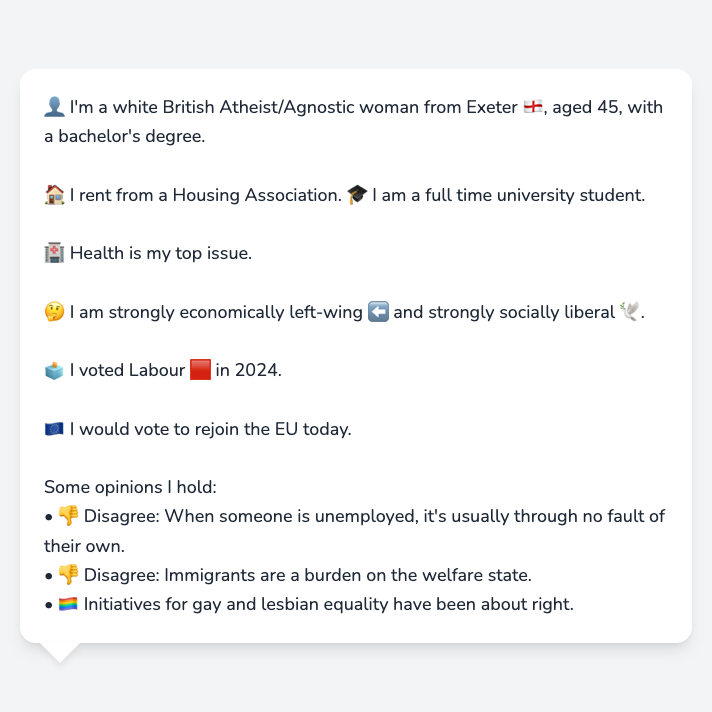 👤 I'm a white British Atheist/Agnostic woman from Exeter 🏴󠁧󠁢󠁥󠁮󠁧󠁿, aged 45, with
a bachelor's degree.
🏠 I rent from a Housing Association. 🎓 I am a full time university student.
🏥 Health is my top issue.
🤔 I am strongly economically left-wing ⬅️ and strongly socially liberal 🕊️.
🗳️ I voted Labour 🟥 in 2024.
🇪🇺 I would vote to rejoin the EU today.
Some opinions I hold:
• 👎 Disagree: When someone is unemployed, it's usually through no fault of
their own.
• 👎 Disagree: Immigrants are a burden on the welfare state.
• 🏳️‍🌈 Initiatives for gay and lesbian equality have been about right.